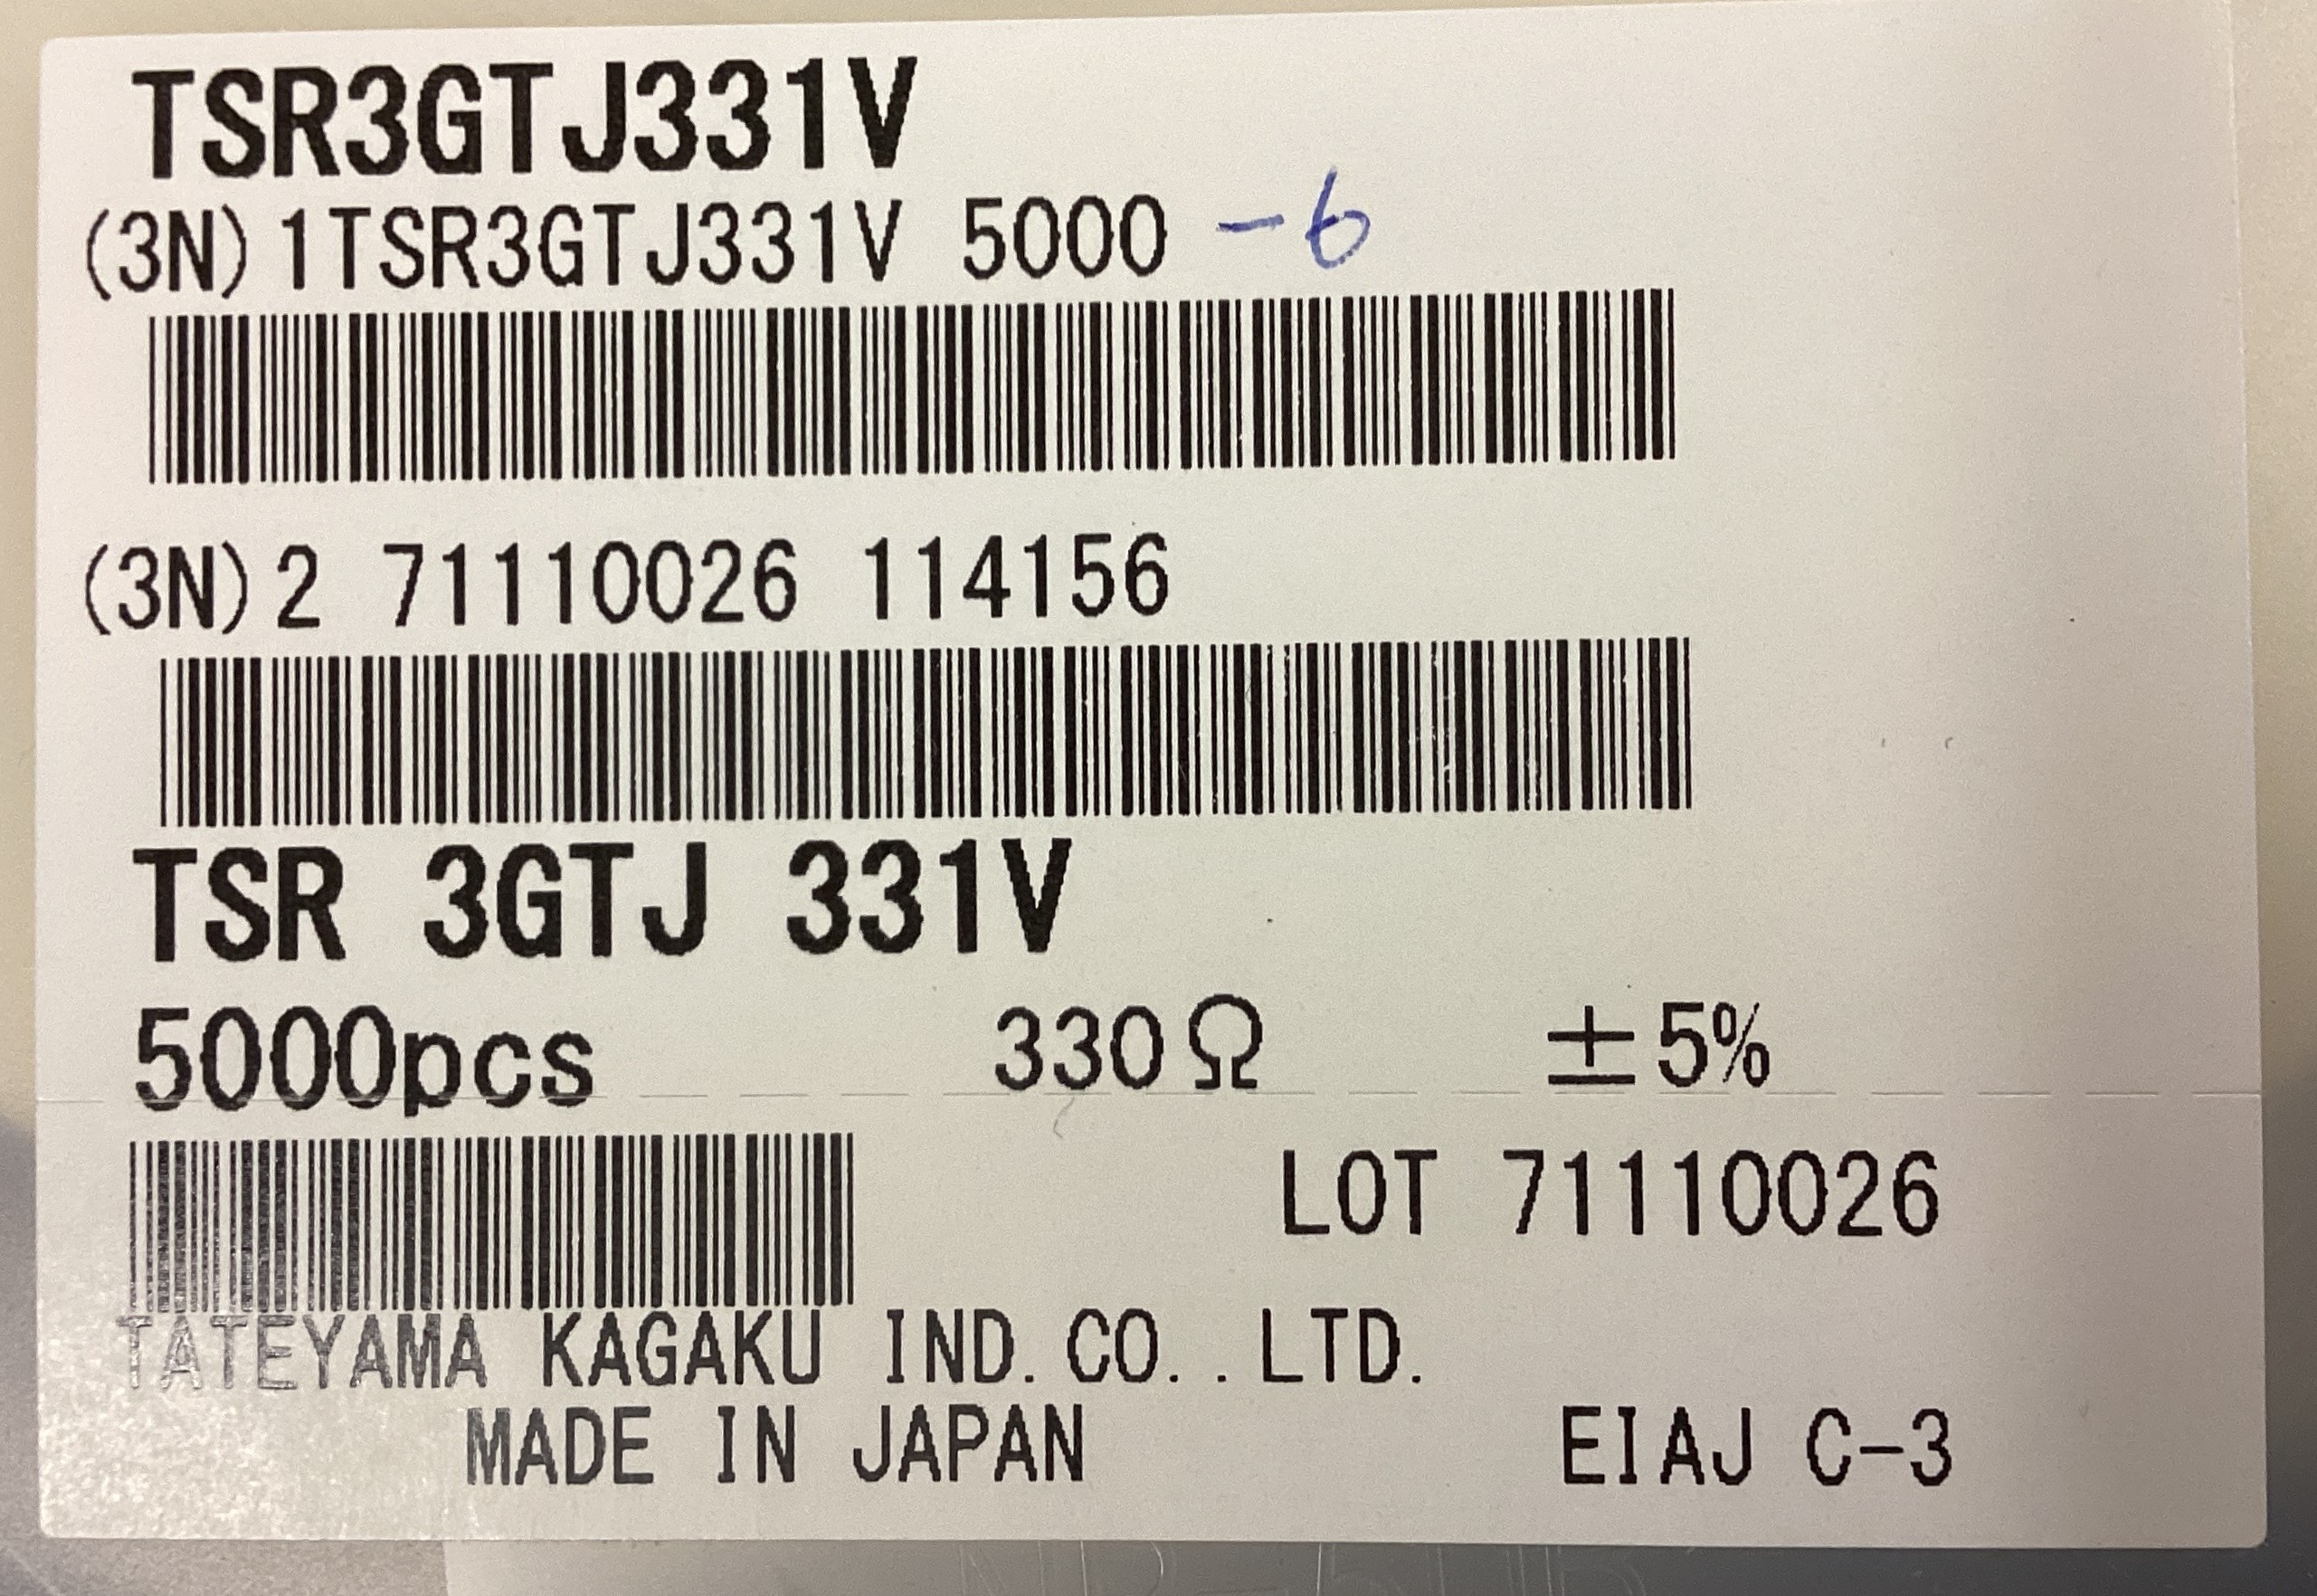 TSR3GTJ331V
(3N)1TSR3GTJ331V 5000 -6
(3N)2 71110026 114156
TSR 3GTJ 331V
5000pcs 330Ω ±5%
LOT 71110026
TATEYAMA KAGAKU IND.CO..LTD.
MADE IN JAPAN EIAJ C-3